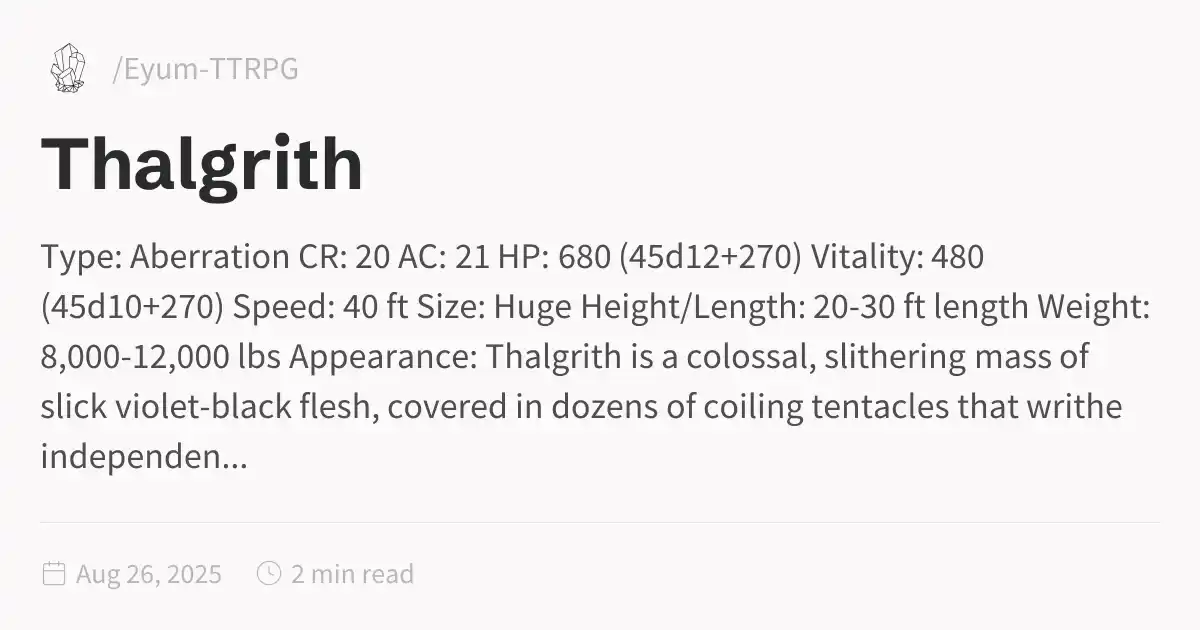 /Eyum-TTRPG
Thalgrith
Type: Aberration CR: 20 AC: 21 HP: 680 (45d12+270) Vitality: 480
(45d10+270) Speed: 40 ft Size: Huge Height/Length: 20-30 ft length Weight:
8,000-12,000 lbs Appearance: Thalgrith is a colossal, slithering mass of
slick violet-black flesh, covered in dozens of coiling tentacles that writhe
independen...
Aug 26, 2025 2 min read